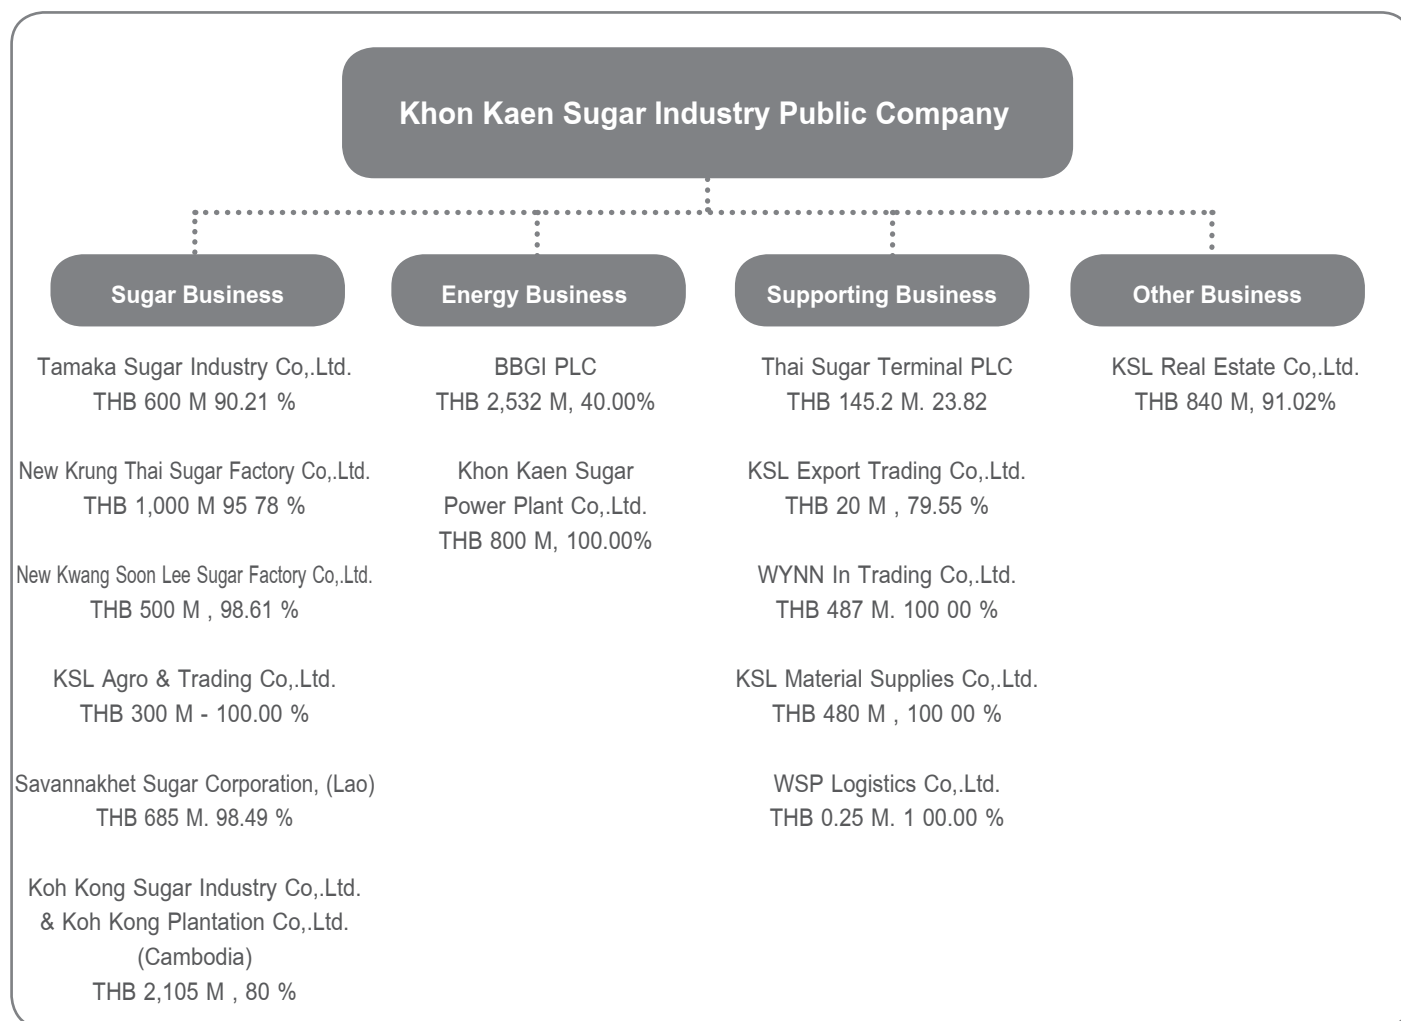 Khon Kaen Sugar Industry Public Company
Sugar Business
Tamaka Sugar Industry Co,.Ltd.
THB 600 M 90.21 %
New Krung Thai Sugar Factory Co,.Ltd.
THB 1,000 M 95 78 %
New Kwang Soon Lee Sugar Factory Co,.Ltd.
THB 500 M , 98.61 %
KSL Agro & Trading Co,.Ltd.
THB 300 M - 100.00 %
Savannakhet Sugar Corporation, (Lao)
THB 685 M. 98.49 %
Koh Kong Sugar Industry Co,.Ltd.
& Koh Kong Plantation Co,.Ltd.
(Cambodia)
THB 2,105 M , 80 %
Energy Business
BBGI PLC
THB 2,532 M, 40.00%
Khon Kaen Sugar
Power Plant Co,.Ltd.
THB 800 M, 100.00%
Supporting Business
Thai Sugar Terminal PLC
THB 145.2 M. 23.82
KSL Export Trading Co,.Ltd.
THB 20 M , 79.55 %
WYNN In Trading Co,.Ltd.
THB 487 M. 100 00 %
KSL Material Supplies Co,.Ltd.
THB 480 M , 100 00 %
WSP Logistics Co,.Ltd.
THB 0.25 M. 1 00.00 %
Other Business
KSL Real Estate Co,.Ltd.
THB 840 M, 91.02%